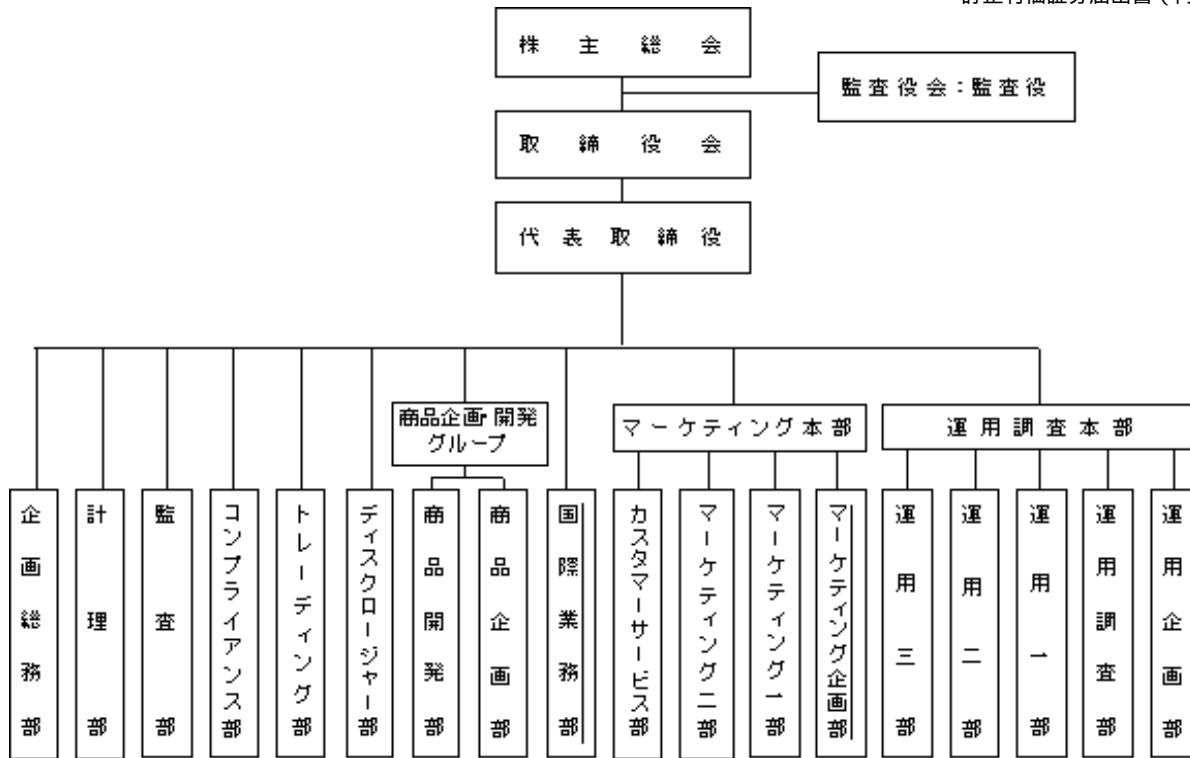 株主総会
監査役会：監査役
取締役会
代表取締役
商品企画・開発
グループ
マーケティング本部
運用調査本部
企画総務部
計理部
監査部
コンプライアンス部
トレーディング部
ディスクロージャー部
商品開発部
商品企画部
国際業務部
カスタマーサービス部
マーケティング二部
マーケティング一部
マーケティング企画部
運用三部
運用二部
運用一部
運用調査部
運用企画部